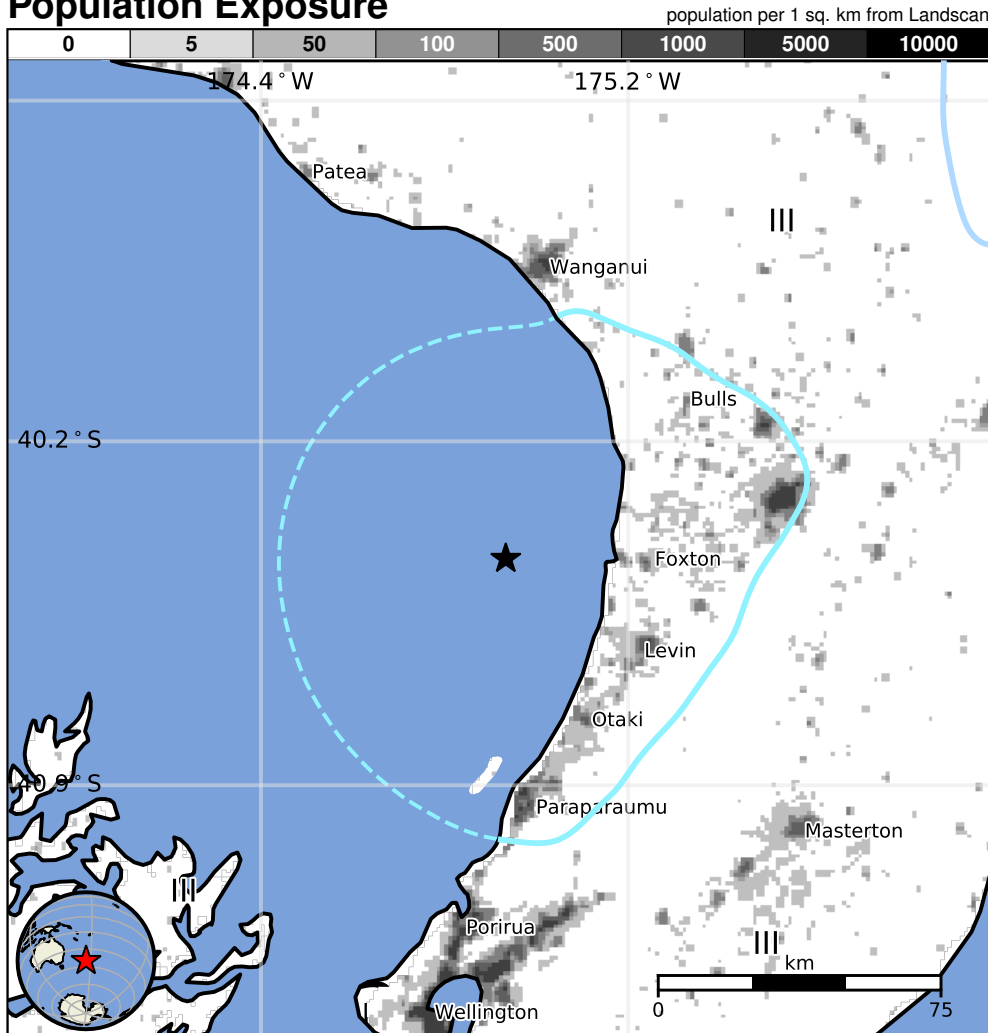 Population Exposure
population per 1 sq. km from Landscan
0 5 50 100 500 1000 5000 10000
174.4°W 175.2°W
Patea
III
Wanganui
Bulls
40.2°S
Foxton
Levin
Otaki
40.9°S
Paraparaumu
Masterton
III
Porirua
III
km
Wellington
0 75